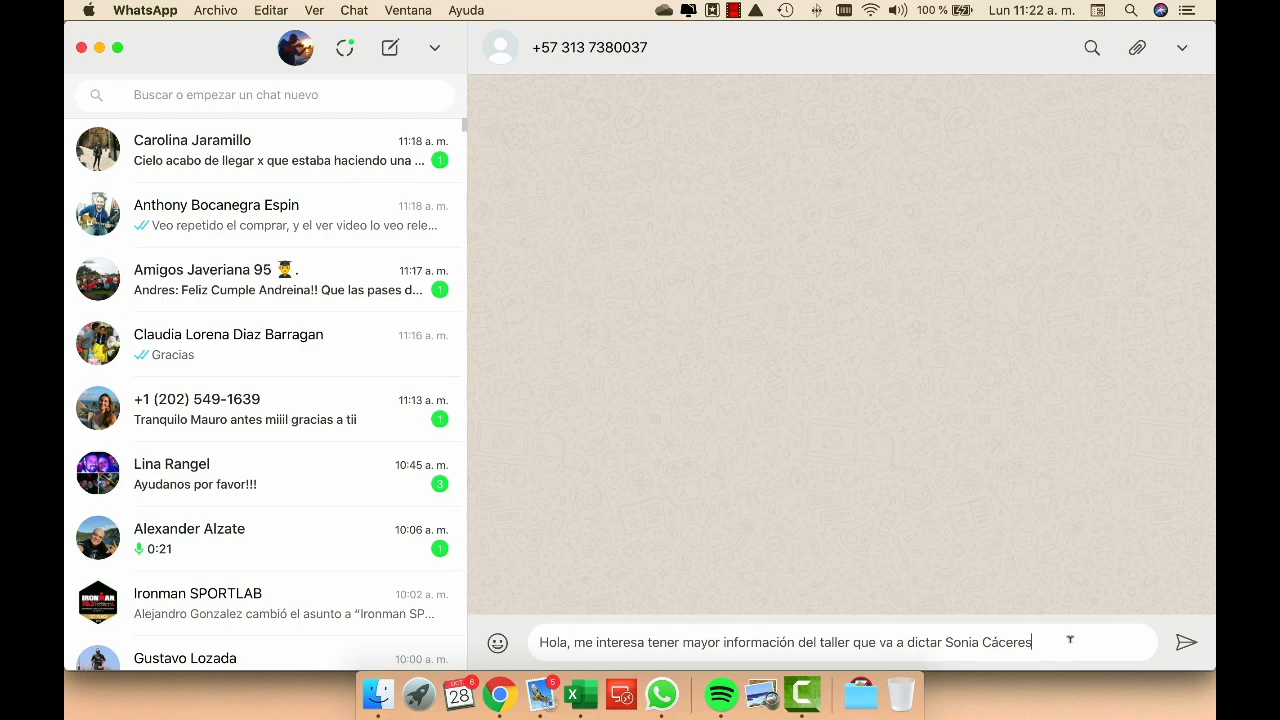 WhatsApp Archivo Editar Ver Chat Ventana Ayuda 100 % Lun 11:22 a. m.
+57 313 7380037
Buscar o empezar un chat nuevo
Carolina Jaramillo 11:18 a. m.
Cielo acabo de llegar x que estaba haciendo una ... 1
Anthony Bocanegra Espin 11:18 a. m.
Veo repetido el comprar, y el ver video lo veo rele...
Amigos Javeriana 95 👨‍🎓 . 11:17 a. m.
Andres: Feliz Cumple Andreina!! Que las pases d... 1
Claudia Lorena Diaz Barragan 11:16 a. m.
Gracias
+1 (202) 549-1639 11:13 a. m.
Tranquilo Mauro antes miiil gracias a tii 1
Lina Rangel 10:45 a. m.
Ayudanos por favor!!! 3
Alexander Alzate 10:06 a. m.
0:21 1
Ironman SPORTLAB 10:02 a. m.
Alejandro Gonzalez cambió el asunto a “Ironman SP...
Gustavo Lozada 10:00 a. m.
Hola, me interesa tener mayor información del taller que va a dictar Sonia Cáceres
OCT. 28 6 5